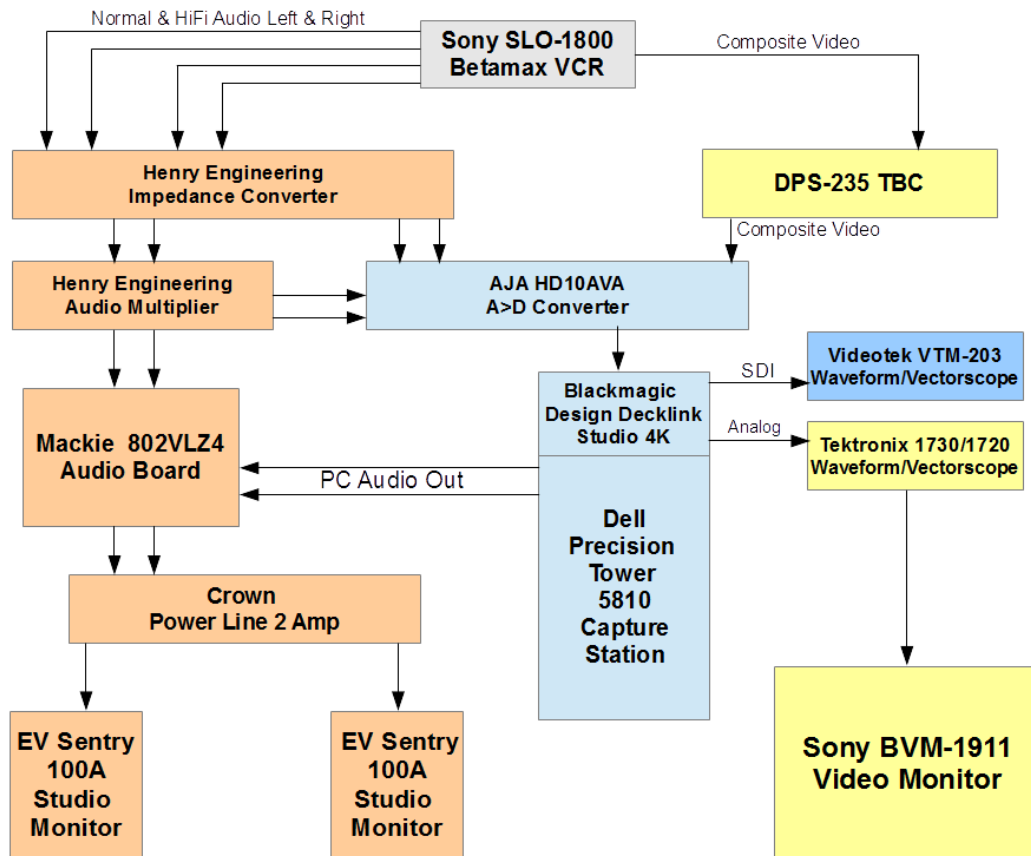 Normal & HiFi Audio Left & Right
Sony SLO-1800
Betamax VCR
Composite Video
Henry Engineering
Impedance Converter
DPS-235 TBC
Composite Video
Henry Engineering
Audio Multiplier
AJA HD10AVA
A>D Converter
Videotek VTM-203
Waveform/Vectorscope
SDI
Blackmagic
Design Decklink
Studio 4K
Analog
Tektronix 1730/1720
Waveform/Vectorscope
Mackie 802VLZ4
Audio Board
PC Audio Out
Dell
Precision
Tower
5810
Capture
Station
Crown
Power Line 2 Amp
EV Sentry
100A
Studio
Monitor
EV Sentry
100A
Studio
Monitor
Sony BVM-1911
Video Monitor